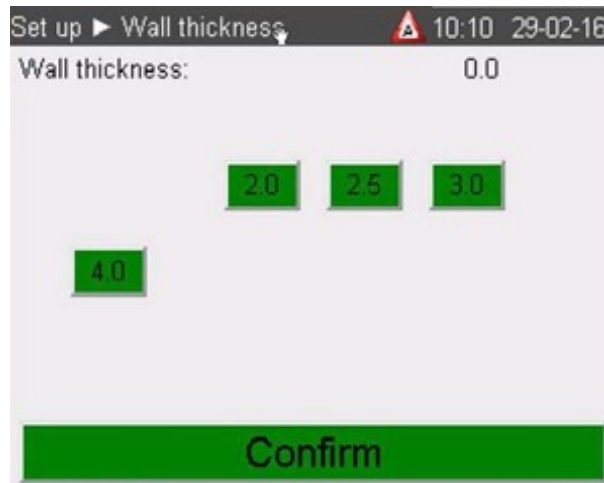 Set up ► Wall thickness A 10:10 29-02-16
Wall thickness: 0.0
2.0 2.5 3.0
4.0
Confirm